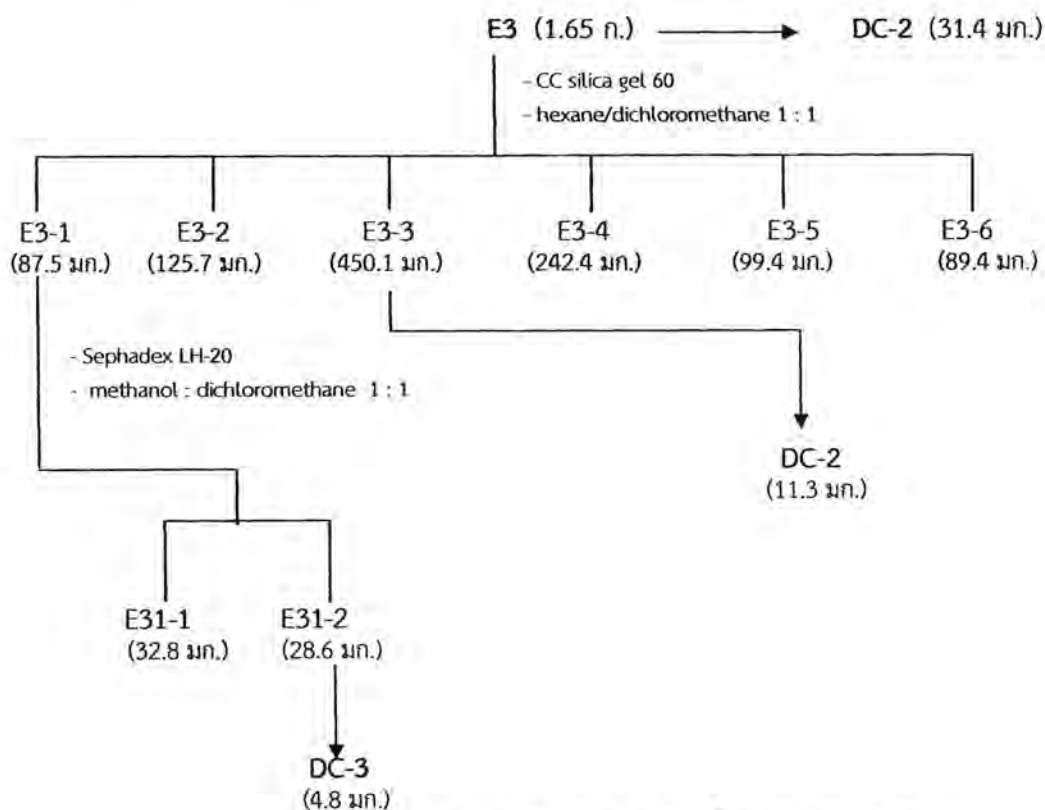 E3 (1.65 ก.) DC-2 (31.4 มก.)
- CC silica gel 60
- hexane/dichloromethane 1 : 1
E3-1 E3-2 E3-3 E3-4 E3-5 E3-6
(87.5 มก.) (125.7 มก.) (450.1 มก.) (242.4 มก.) (99.4 มก.) (89.4 มก.)
- Sephadex LH-20
- methanol : dichloromethane 1 : 1
DC-2
(11.3 มก.)
E31-1 E31-2
(32.8 มก.) (28.6 มก.)
DC-3
(4.8 มก.)